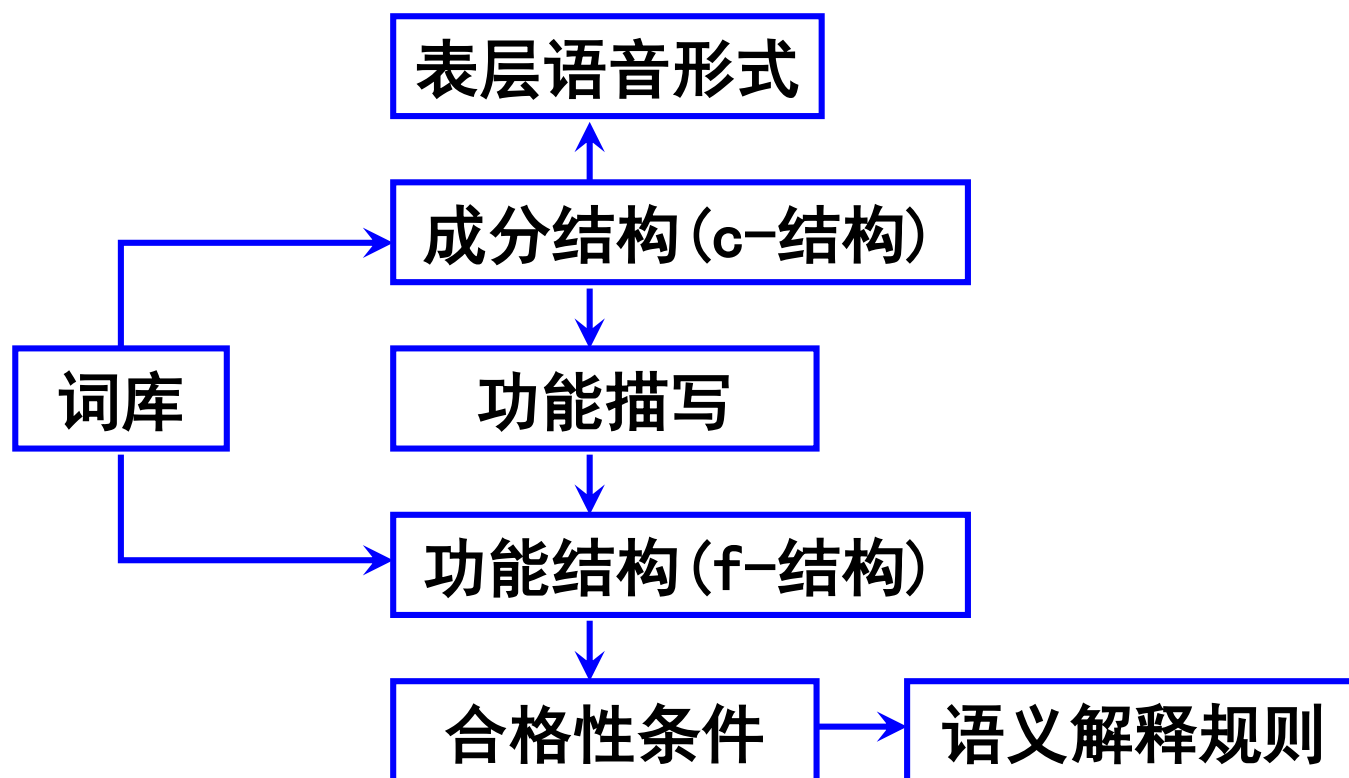 表层语音形式
成分结构(c-结构)
词库
功能描写
功能结构(f-结构)
合格性条件
语义解释规则